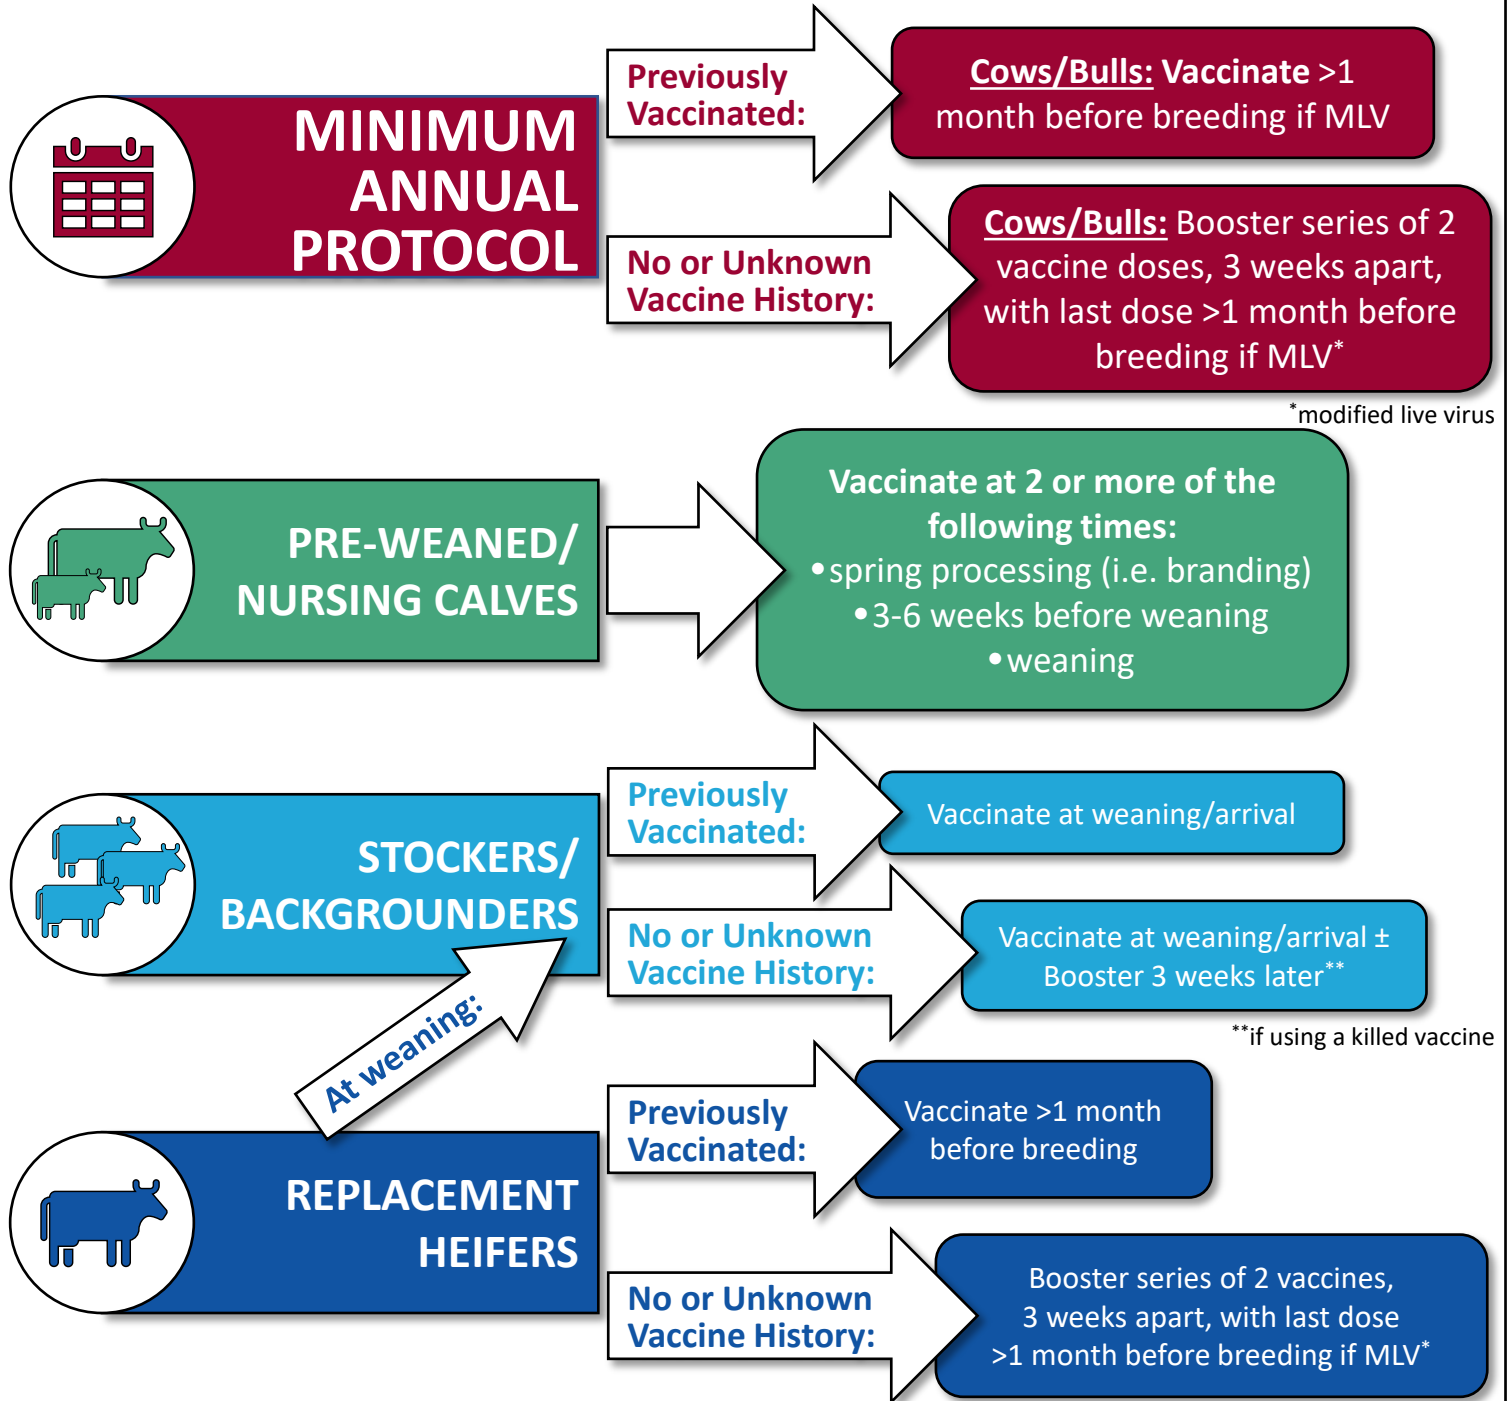 MINIMUM
ANNUAL
PROTOCOL
Previously
Vaccinated:
Cows/Bulls: Vaccinate >1
month before breeding if MLV
No or Unknown
Vaccine History:
Cows/Bulls: Booster series of 2
vaccine doses, 3 weeks apart,
with last dose >1 month before
breeding if MLV*
*modified live virus
PRE-WEANED/
NURSING CALVES
Vaccinate at 2 or more of the
following times:
•spring processing (i.e. branding)
•3-6 weeks before weaning
•weaning
STOCKERS/
BACKGROUNDERS
Previously
Vaccinated:
Vaccinate at weaning/arrival
No or Unknown
Vaccine History:
Vaccinate at weaning/arrival ±
Booster 3 weeks later**
**if using a killed vaccine
At weaning:
REPLACEMENT
HEIFERS
Previously
Vaccinated:
Vaccinate >1 month
before breeding
No or Unknown
Vaccine History:
Booster series of 2 vaccines,
3 weeks apart, with last dose
>1 month before breeding if MLV*